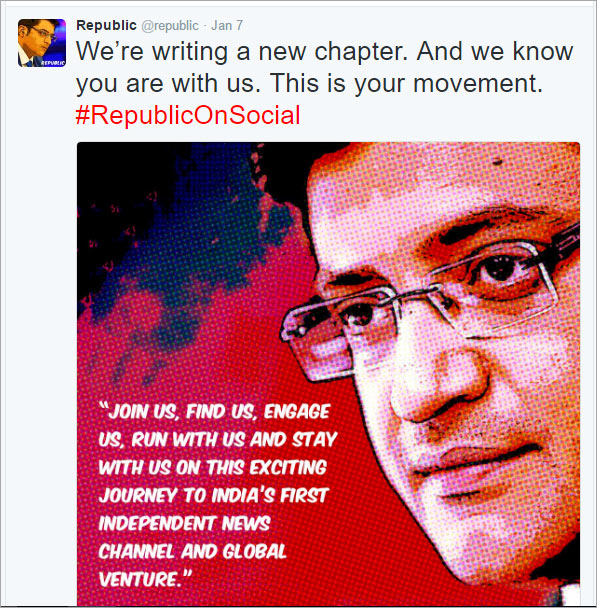 Republic @republic · Jan 7
We’re writing a new chapter. And we know
you are with us. This is your movement.
#RepublicOnSocial
REPUBLIC
“JOIN US, FIND US, ENGAGE
US, RUN WITH US AND STAY
WITH US ON THIS EXCITING
JOURNEY TO INDIA'S FIRST
INDEPENDENT NEWS
CHANNEL AND GLOBAL
VENTURE.”